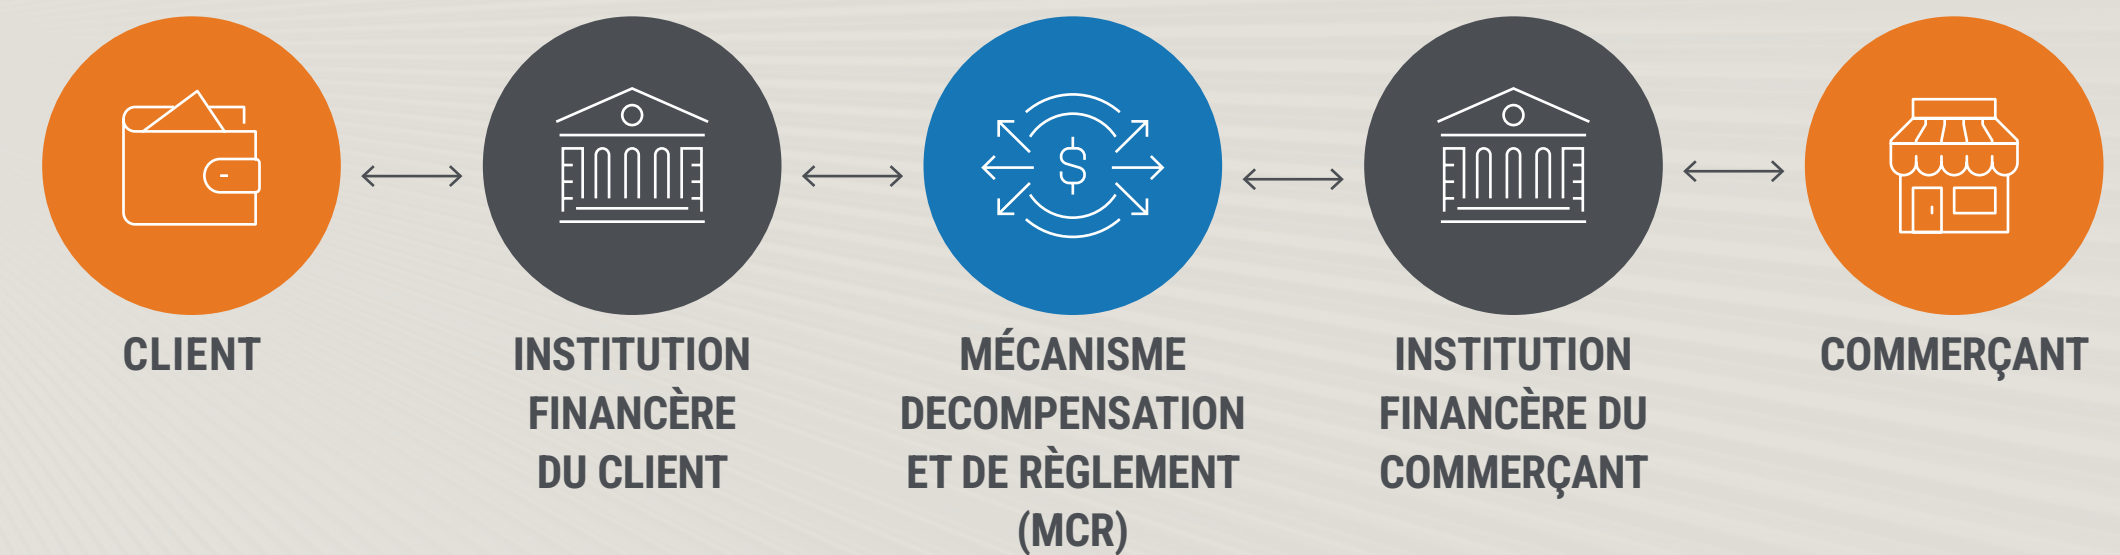 CLIENT
INSTITUTION
FINANCÈRE
DU CLIENT
MÉCANISME
DECOMPENSATION
ET DE RÈGLEMENT
(MCR)
INSTITUTION
FINANCÈRE DU
COMMERÇANT
COMMERÇANT